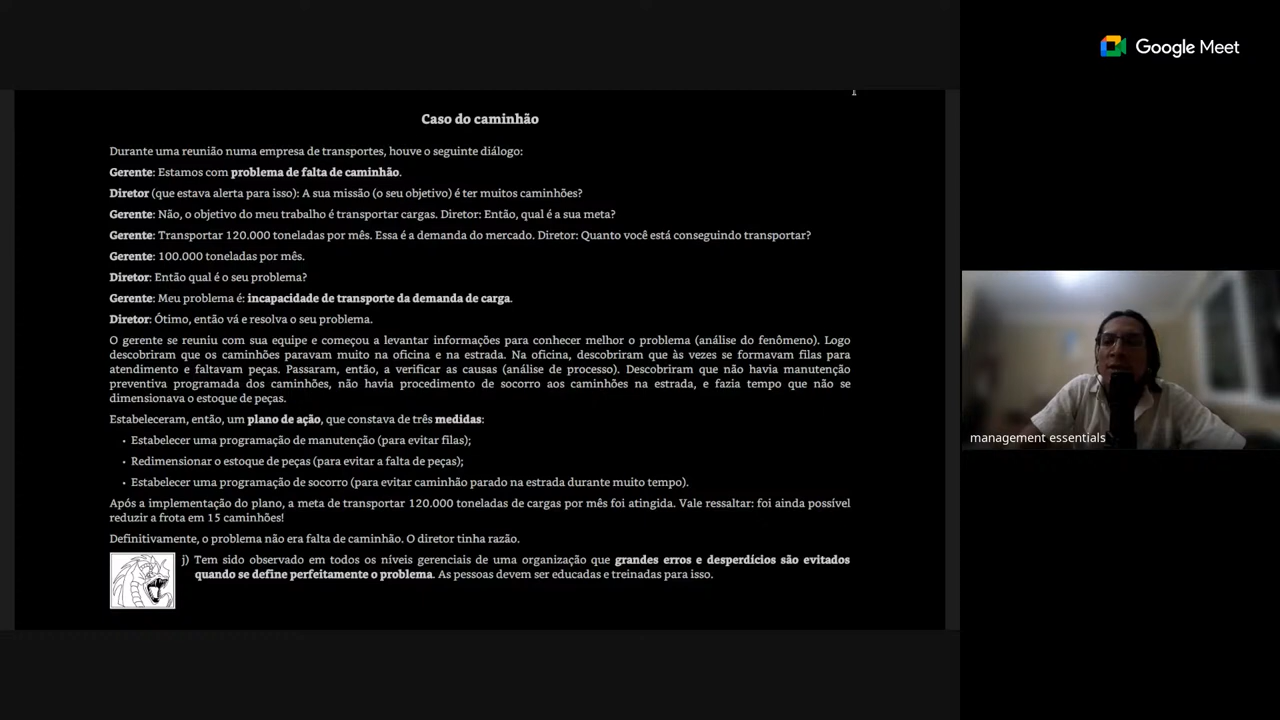 Google Meet
Caso do caminhão
Durante uma reunião numa empresa de transportes, houve o seguinte diálogo:
Gerente: Estamos com problema de falta de caminhão.
Diretor (que estava alerta para isso): A sua missão (o seu objetivo) é ter muitos caminhões?
Gerente: Não, o objetivo do meu trabalho é transportar cargas. Diretor: Então, qual é a sua meta?
Gerente: Transportar 120.000 toneladas por mês. Essa é a demanda do mercado. Diretor: Quanto você está conseguindo transportar?
Gerente: 100.000 toneladas por mês.
Diretor: Então qual é o seu problema?
Gerente: Meu problema é: incapacidade de transporte da demanda de carga.
Diretor: Ótimo, então vá e resolva o seu problema.
O gerente se reuniu com sua equipe e começou a levantar informações para conhecer melhor o problema (análise do fenômeno). Logo
descobriram que os caminhões paravam muito na oficina e na estrada. Na oficina, descobriram que às vezes se formavam filas para
atendimento e faltavam peças. Passaram, então, a verificar as causas (análise de processo). Descobriram que não havia manutenção
preventiva programada dos caminhões, não havia procedimento de socorro aos caminhões na estrada, e fazia tempo que não se
dimensionava o estoque de peças.
Estabeleceram, então, um plano de ação, que constava de três medidas:
• Estabelecer uma programação de manutenção (para evitar filas);
• Redimensionar o estoque de peças (para evitar a falta de peças);
• Estabelecer uma programação de socorro (para evitar caminhão parado na estrada durante muito tempo).
Após a implementação do plano, a meta de transportar 120.000 toneladas de cargas por mês foi atingida. Vale ressaltar: foi ainda possível
reduzir a frota em 15 caminhões!
Definitivamente, o problema não era falta de caminhão. O diretor tinha razão.
j) Tem sido observado em todos os níveis gerenciais de uma organização que grandes erros e desperdícios são evitados
quando se define perfeitamente o problema. As pessoas devem ser educadas e treinadas para isso.
management essentials